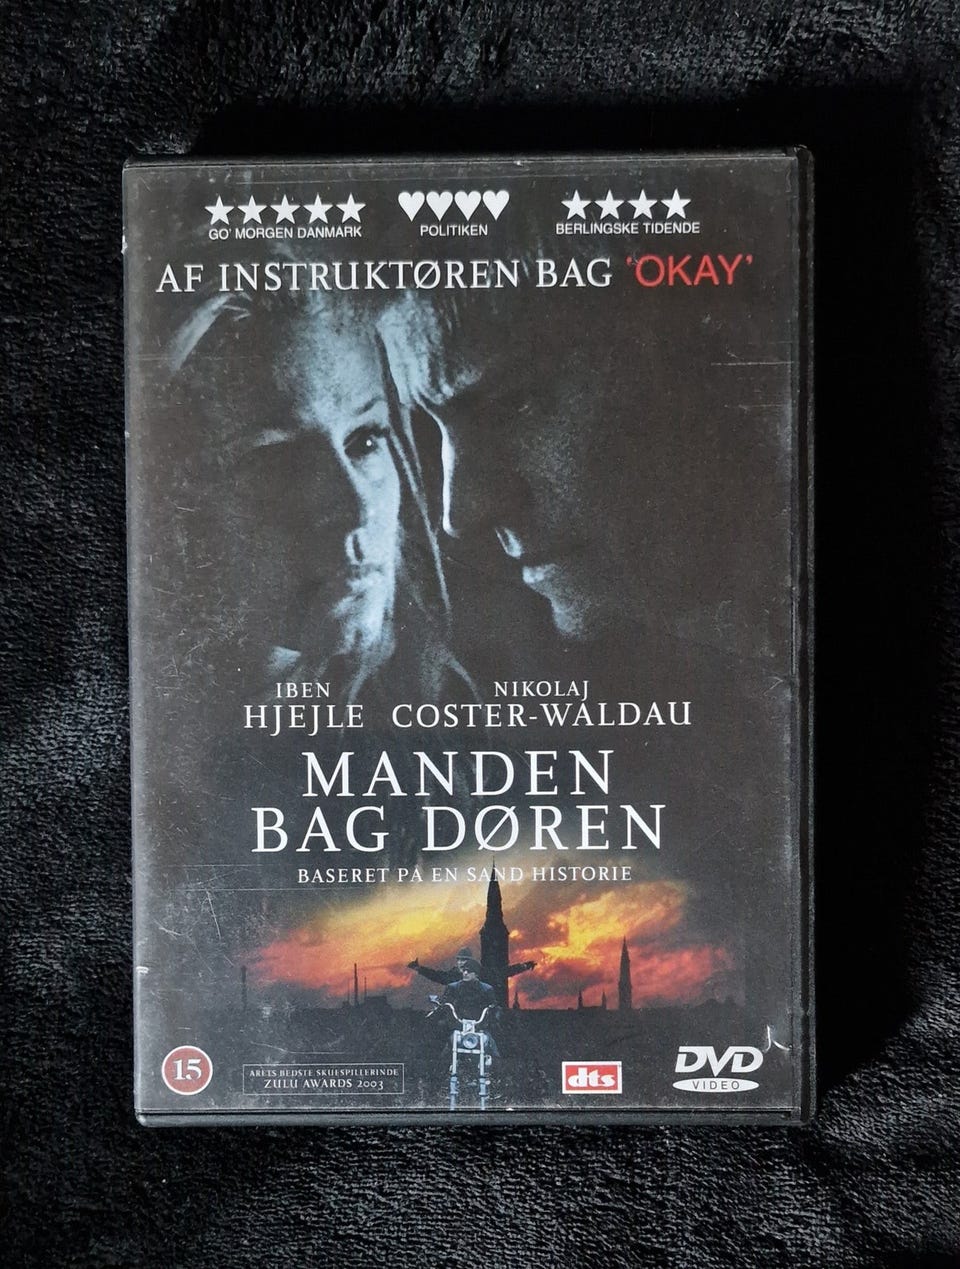 GO' MORGEN DANMARK
POLITIKEN
BERLINGSKE TIDENDE
AF INSTRUKTØREN BAG 'OKAY'
IBEN
HJEJLE
NIKOLAJ
COSTER-WALDAU
MANDEN
BAG DØREN
BASERET PÅ EN SAND HISTORIE
15
ÅRETS BEDSTE SKUESPILLERINDE
ZULU AWARDS 2003
dts
DVD
VIDEO